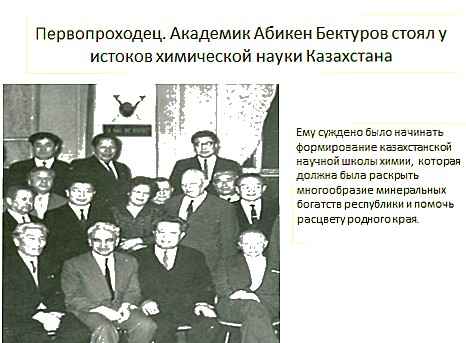 Первопроходец. Академик Абикен Бектуров стоял у
истоков химической науки Казахстана
Ему суждено было начинать
формирование казахстанской
научной школы химии, которая
должна была раскрыть
многообразие минеральных
богатств республики и помочь
расцвету родного края.